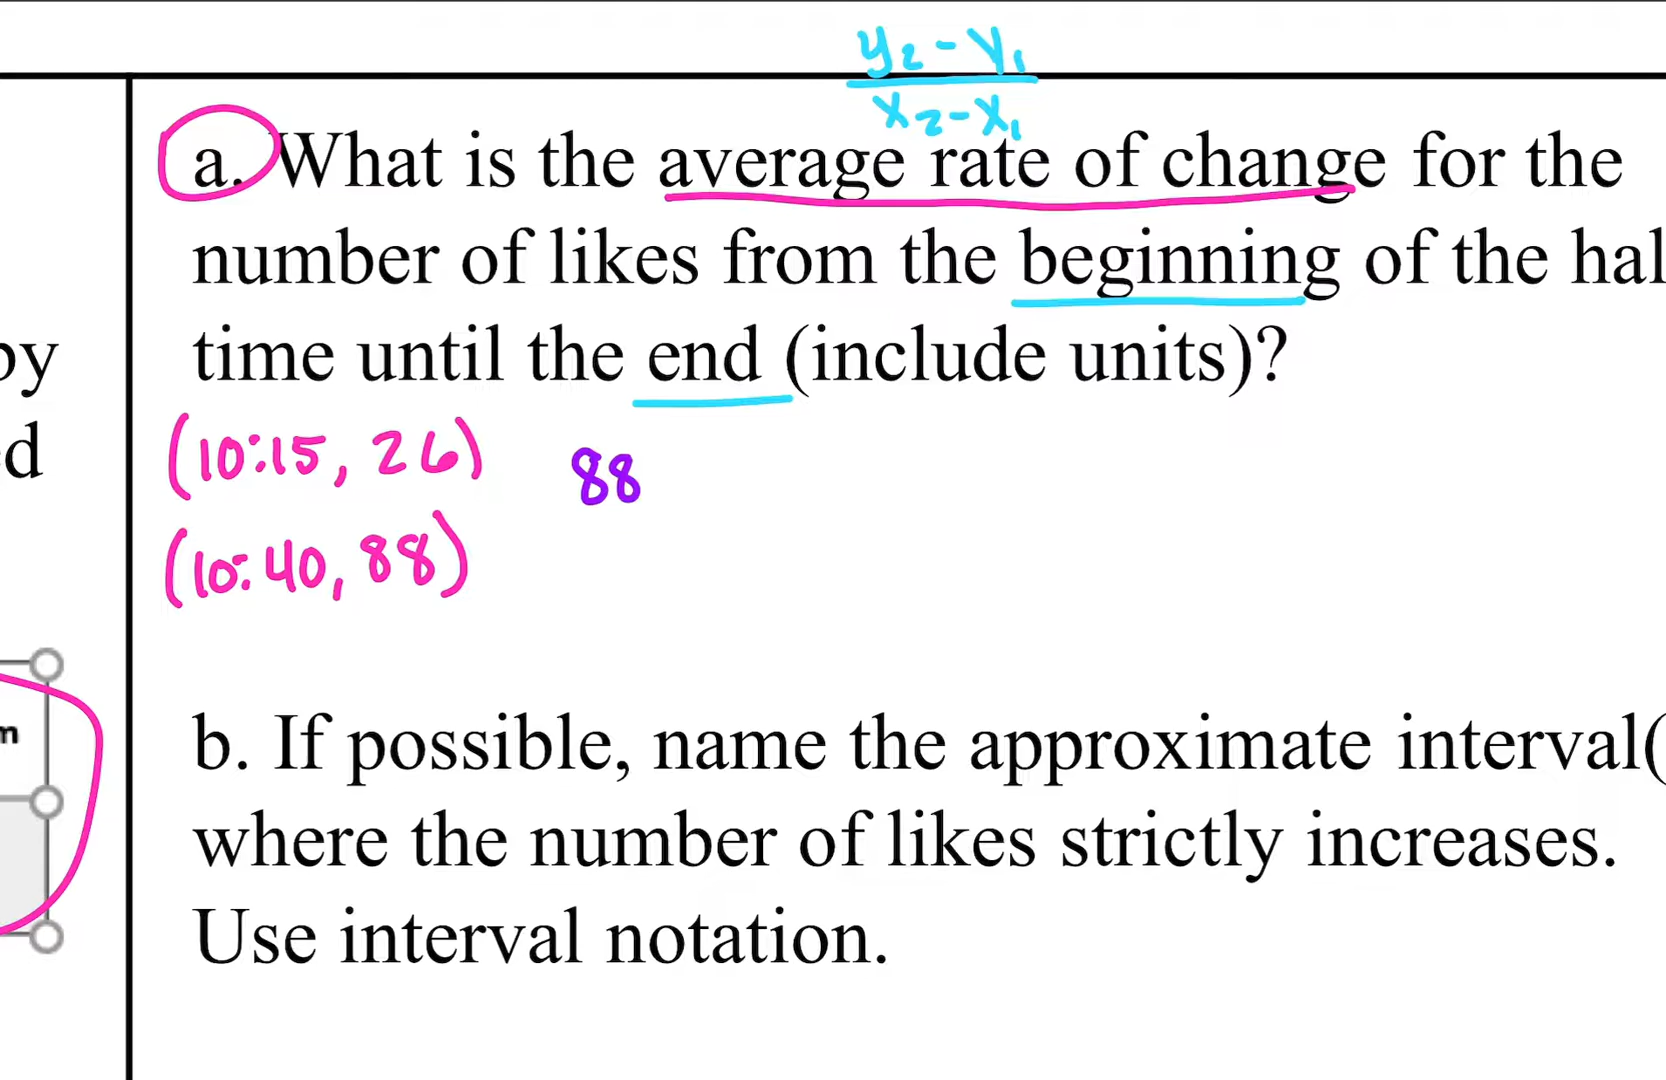 y₂ - y₁
x₂ - x₁
a. What is the average rate of change for the
number of likes from the beginning of the hal
time until the end (include units)?
by
d
(10:15, 26) 88
(10:40, 88)
m
b. If possible, name the approximate interval(
where the number of likes strictly increases.
Use interval notation.